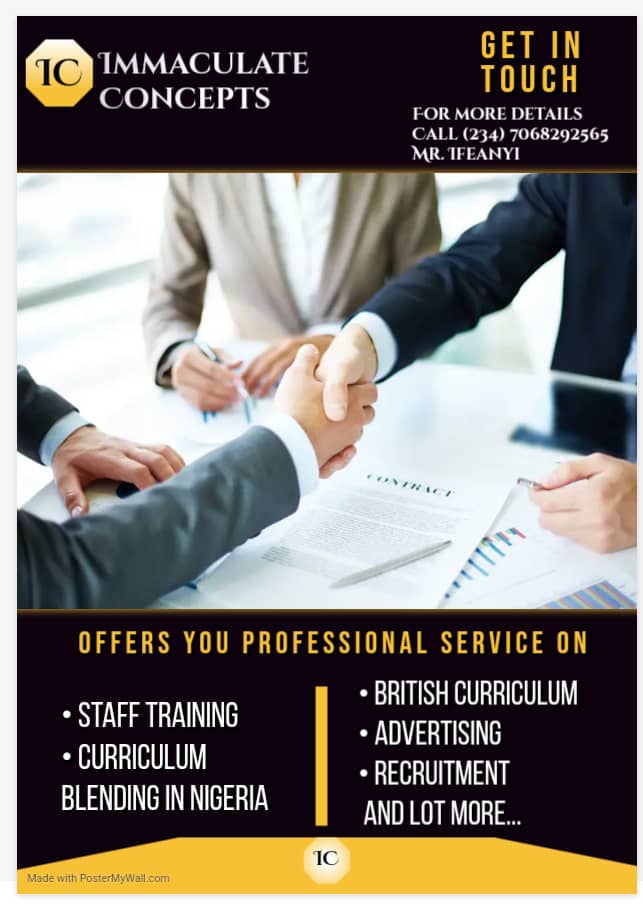 IC
IMMACULATE
CONCEPTS
GET IN
TOUCH
FOR MORE DETAILS
CALL (234) 7068292565
MR. IFEANYI
CONTRACT
OFFERS YOU PROFESSIONAL SERVICE ON
• STAFF TRAINING
• CURRICULUM
BLENDING IN NIGERIA
• BRITISH CURRICULUM
• ADVERTISING
• RECRUITMENT
AND LOT MORE...
IC
Made with PosterMyWall.com